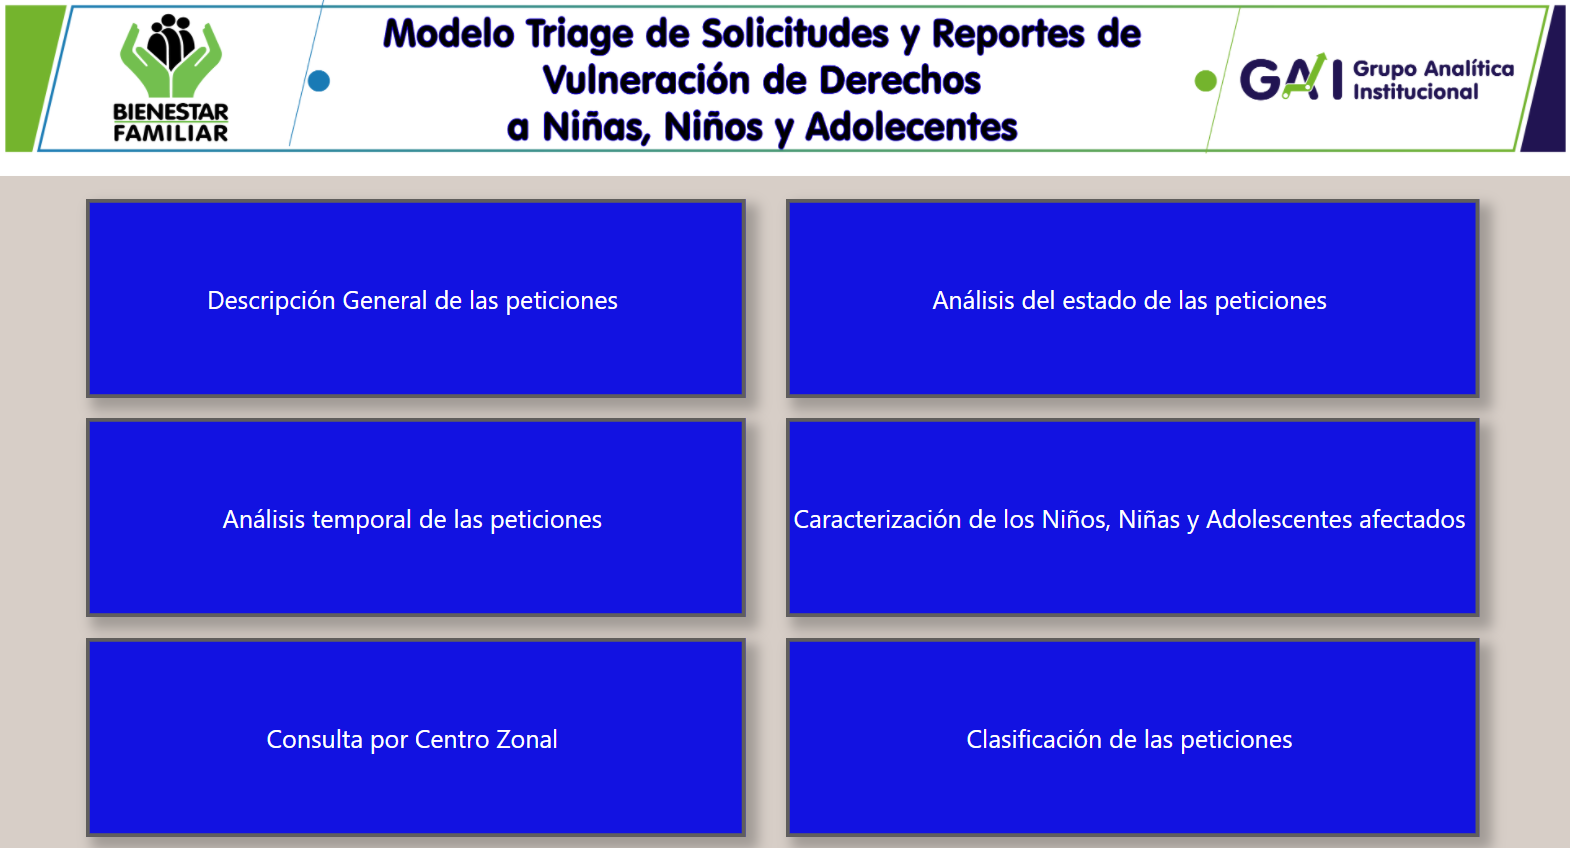 BIENESTAR
FAMILIAR
Modelo Triage de Solicitudes y Reportes de
Vulneración de Derechos
a Niñas, Niños y Adolecentes
GAI Grupo Analítica
Institucional
Descripción General de las peticiones
Análisis del estado de las peticiones
Análisis temporal de las peticiones
Caracterización de los Niños, Niñas y Adolescentes afectados
Consulta por Centro Zonal
Clasificación de las peticiones